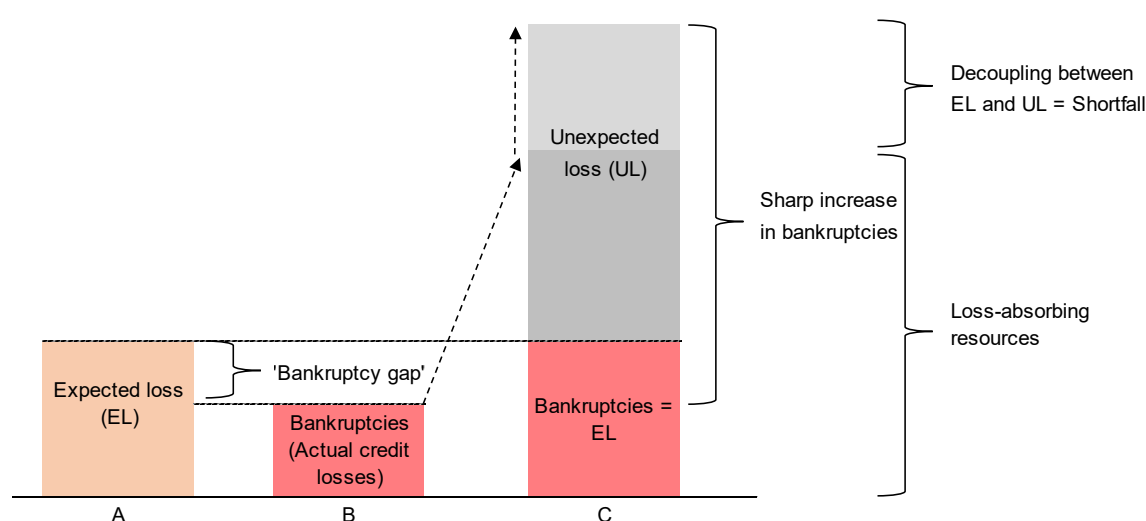 Decoupling between
EL and UL = Shortfall
Unexpected
loss (UL)
Sharp increase
in bankruptcies
Loss-absorbing
resources
'Bankruptcy gap'
Expected loss
(EL)
Bankruptcies =
EL
Bankruptcies
(Actual credit
losses)
A
B
C